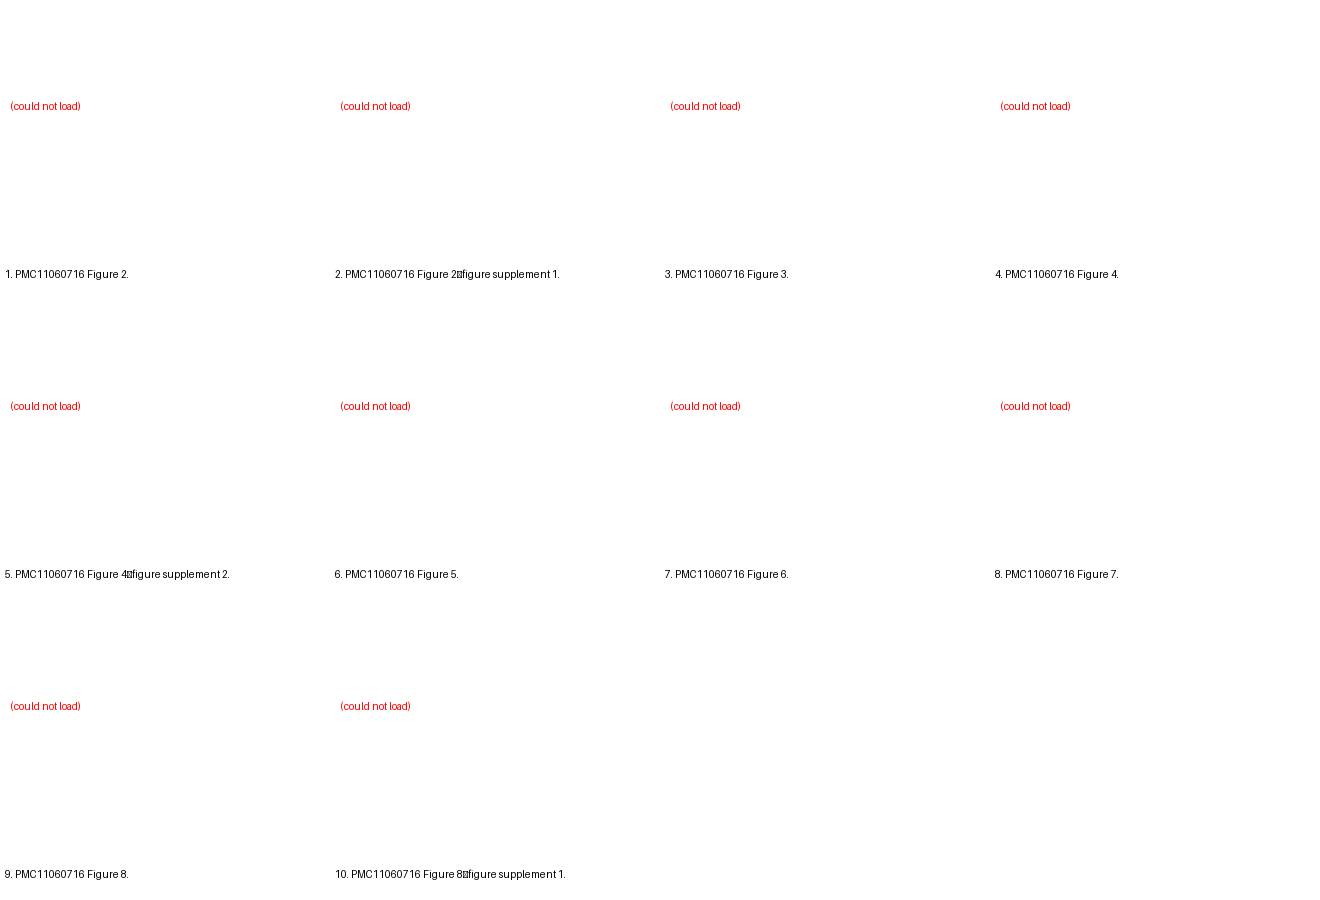 (could not load)
(could not load)
(could not load)
(could not load)
1. PMC11060716 Figure 2.
2. PMC11060716 Figure 2▯figure supplement 1.
3. PMC11060716 Figure 3.
4. PMC11060716 Figure 4.
(could not load)
(could not load)
(could not load)
(could not load)
5. PMC11060716 Figure 4▯figure supplement 2.
6. PMC11060716 Figure 5.
7. PMC11060716 Figure 6.
8. PMC11060716 Figure 7.
(could not load)
(could not load)
9. PMC11060716 Figure 8.
10. PMC11060716 Figure 8▯figure supplement 1.